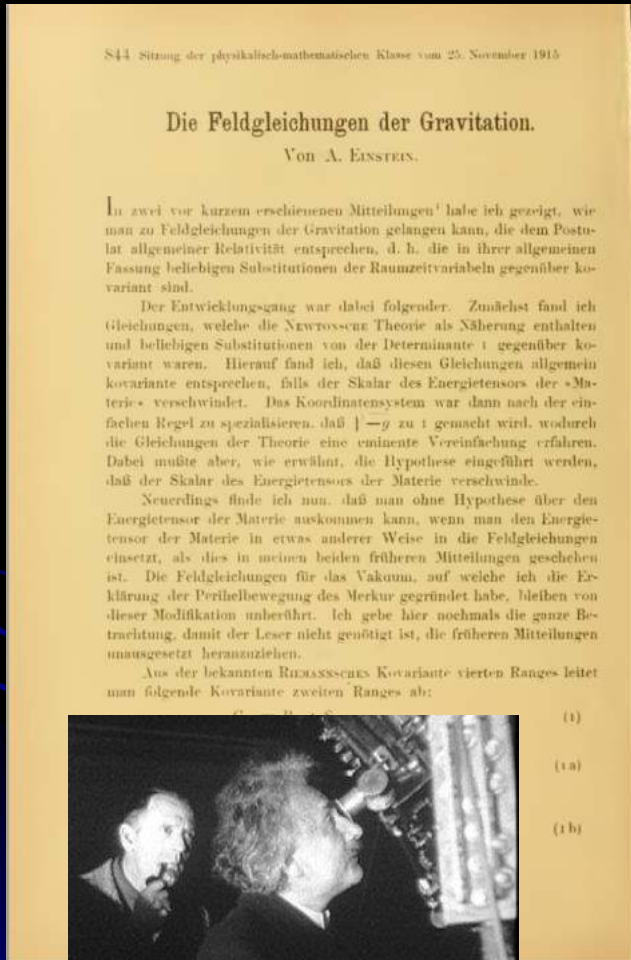 844 Sitzung der physikalisch-mathematischen Klasse vom 25. November 1915
Die Feldgleichungen der Gravitation.
Von A. EINSTEIN.
In zwei vor kurzem erschienenen Mitteilungen¹ habe ich gezeigt, wie
man zu Feldgleichungen der Gravitation gelangen kann, die dem Postu-
lat allgemeiner Relativität entsprechen, d. h. die in ihrer allgemeinen
Fassung beliebigen Substitutionen der Raumzeitvariabeln gegenüber ko-
variant sind.
Der Entwicklungsgang war dabei folgender. Zunächst fand ich
Gleichungen, welche die NEWTONSCHE Theorie als Näherung enthalten
und beliebigen Substitutionen von der Determinante 1 gegenüber ko-
variant waren. Hierauf fand ich, daß diesen Gleichungen allgemein
kovariante entsprechen, falls der Skalar des Energietensors der »Ma-
terie« verschwindet. Das Koordinatensystem war dann nach der ein-
fachen Regel zu spezialisieren, daß √−g zu 1 gemacht wird, wodurch
die Gleichungen der Theorie eine eminente Vereinfachung erfahren.
Dabei mußte aber, wie erwähnt, die Hypothese eingeführt werden,
daß der Skalar des Energietensors der Materie verschwinde.
Neuerdings finde ich nun, daß man ohne Hypothese über den
Energietensor der Materie auskommen kann, wenn man den Energie-
tensor der Materie in etwas anderer Weise in die Feldgleichungen
einsetzt, als dies in meinen beiden früheren Mitteilungen geschehen
ist. Die Feldgleichungen für das Vakuum, auf welche ich die Er-
klärung der Perihelbewegung des Merkur gegründet habe, bleiben von
dieser Modifikation unberührt. Ich gebe hier nochmals die ganze Be-
trachtung, damit der Leser nicht genötigt ist, die früheren Mitteilungen
unausgesetzt heranzuziehen.
Aus der bekannten RIEMANNSCHEN Kovariante vierten Ranges leitet
man folgende Kovariante zweiten Ranges ab:
(1)
(1a)
(1b)